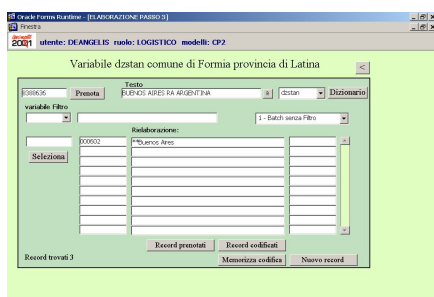 Oracle Forms Runtime - [ELABORAZIONE PASSO 3]
Finestra
2001 utente: DEANGELIS ruolo: LOGISTICO modelli: CP2
Variabile dzstan comune di Formia provincia di Latina <
Testo
0388636 Prenota BUENOS AIRES RA ARGENTINA dzstan Dizionario
variabile Filtro
1 - Batch senza Filtro
Rielaborazione:
000602 **Buenos Aires
Seleziona
Record prenotati Record codificati
Record trovati 3 Memorizza codifica Nuovo record